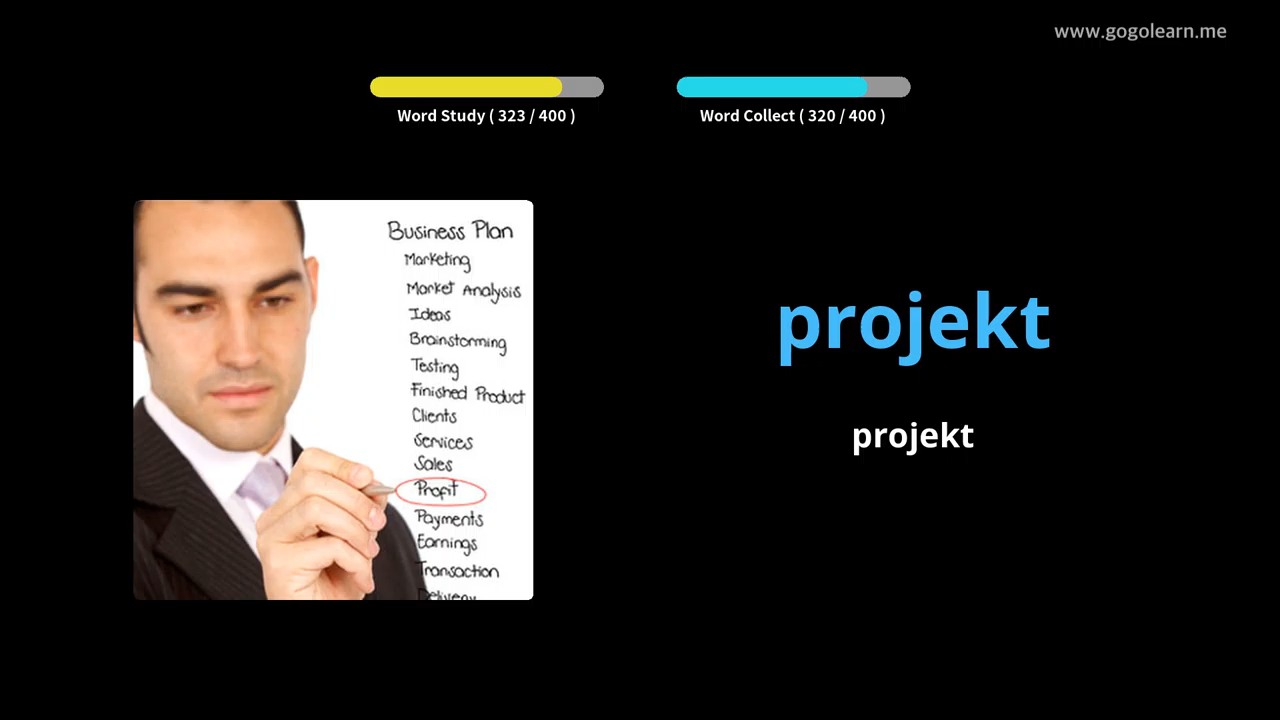 www.gogolearn.me
Word Study ( 323 / 400 )
Word Collect ( 320 / 400 )
Business Plan
Marketing
Market Analysis
Ideas
Brainstorming
Testing
Finished Product
Clients
Services
Sales
Profit
Payments
Earnings
Transaction
Delivery
projekt
projekt